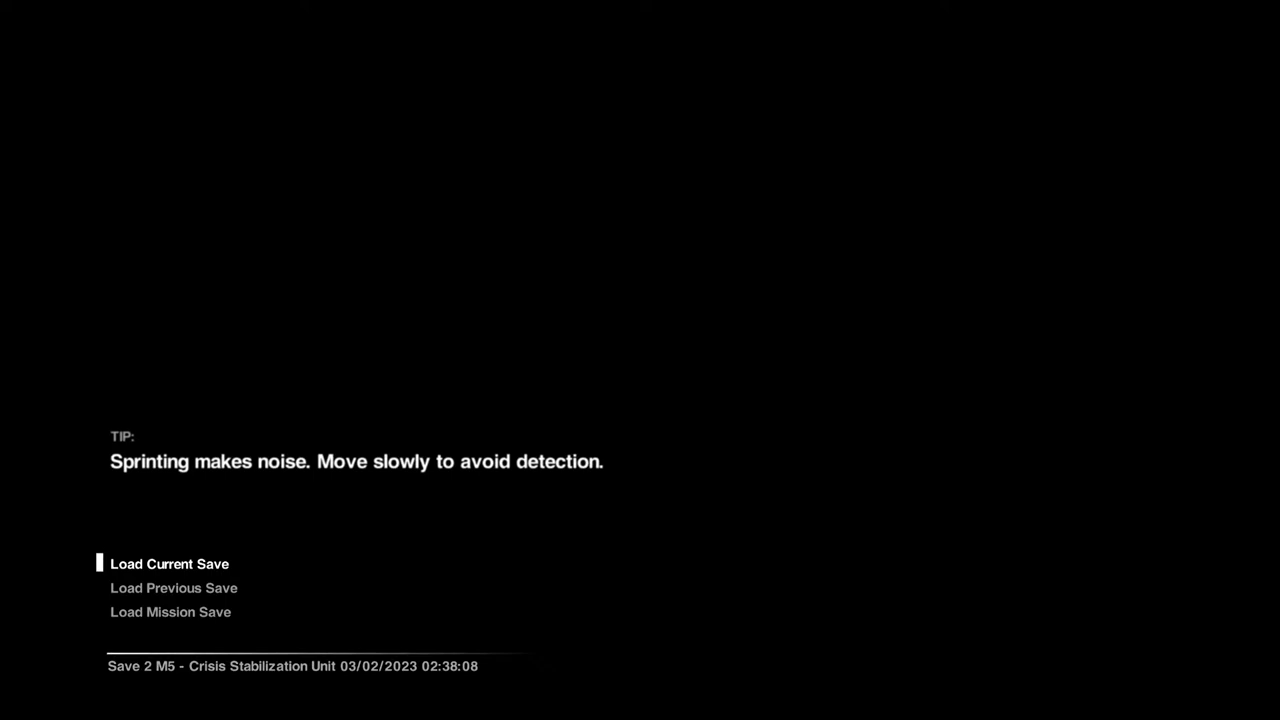 TIP:
Sprinting makes noise. Move slowly to avoid detection.
Load Current Save
Load Previous Save
Load Mission Save
Save 2 M5 - Crisis Stabilization Unit 03/02/2023 02:38:08